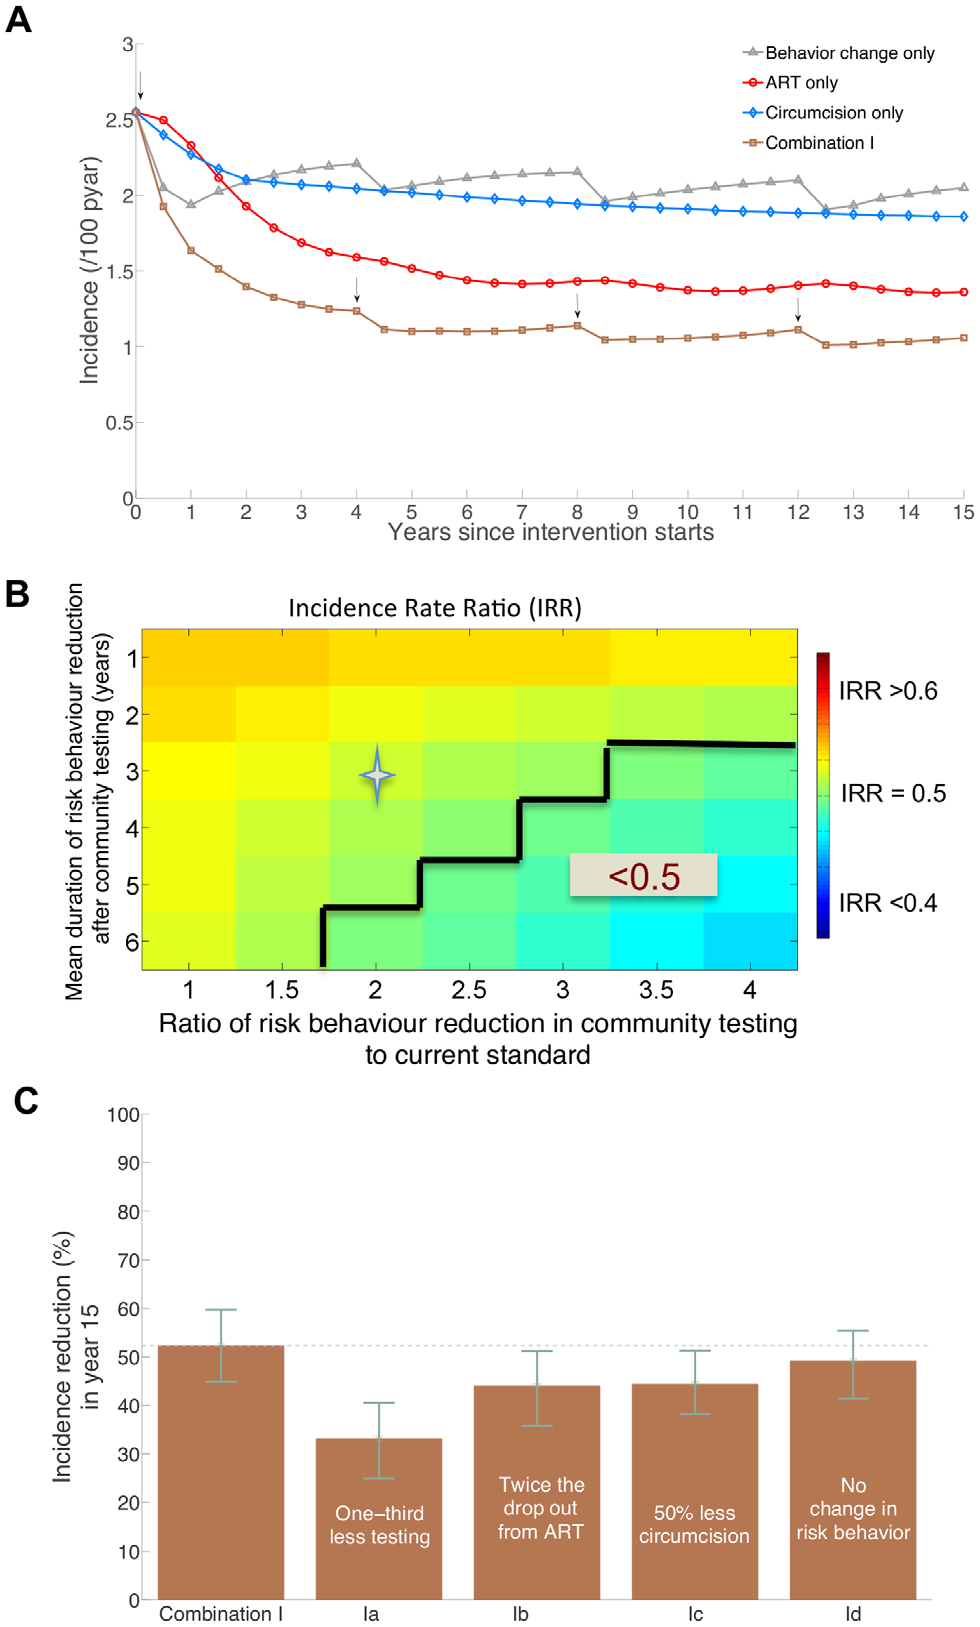 A
3
2.5
2
1.5
1
0.5
0
Incidence (/100 pyar)
Behavior change only
ART only
Circumcision only
Combination I
0 1 2 3 4 5 6 7 8 9 10 11 12 13 14 15
Years since intervention starts
B
Incidence Rate Ratio (IRR)
Mean duration of risk behaviour reduction
after community testing (years)
1
2
3
4
5
6
<0.5
IRR >0.6
IRR = 0.5
IRR <0.4
1 1.5 2 2.5 3 3.5 4
Ratio of risk behaviour reduction in community testing
to current standard
C
Incidence reduction (%)
in year 15
100
90
80
70
60
50
40
30
20
10
0
One–third
less testing
Twice the
drop out
from ART
50% less
circumcision
No
change in
risk behavior
Combination I Ia Ib Ic Id